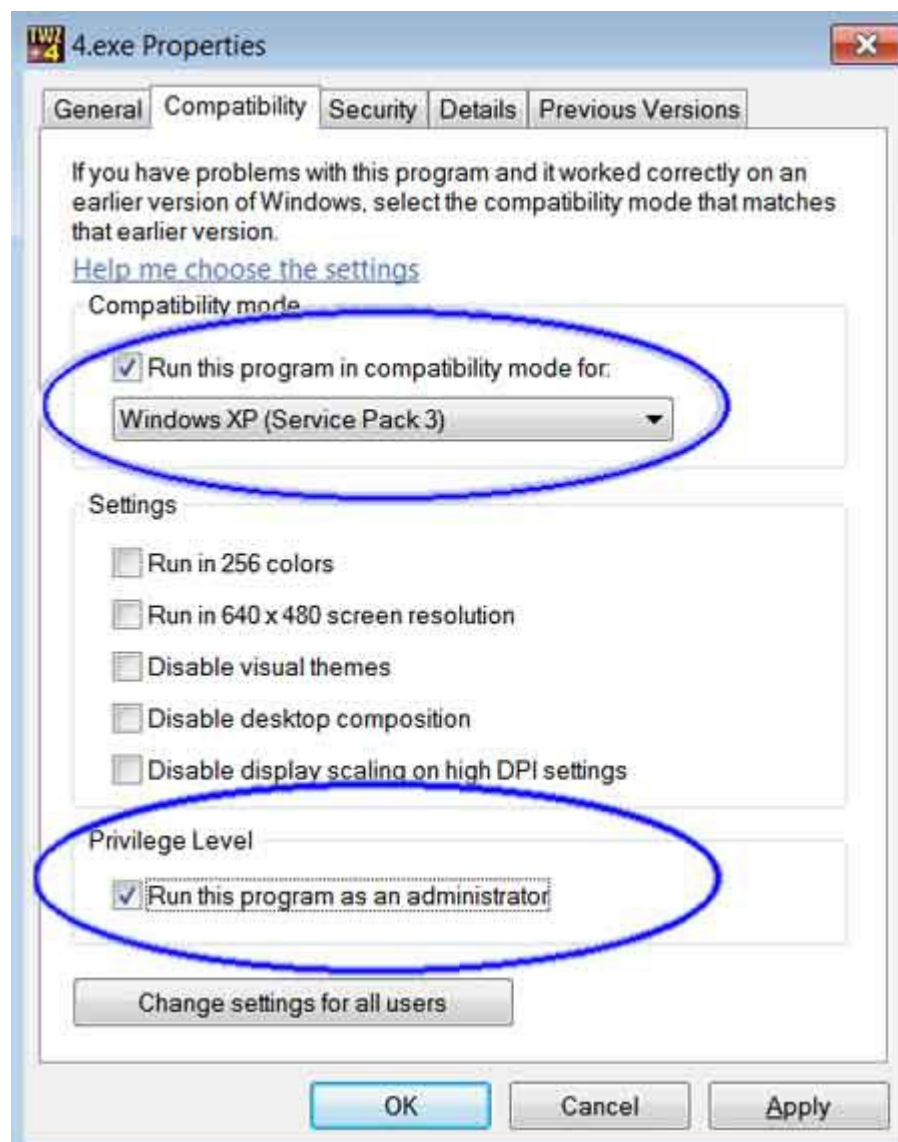 TWZ
+4
4.exe Properties
General Compatibility Security Details Previous Versions
If you have problems with this program and it worked correctly on an
earlier version of Windows, select the compatibility mode that matches
that earlier version.
Help me choose the settings
Compatibility mode
Run this program in compatibility mode for:
Windows XP (Service Pack 3)
Settings
Run in 256 colors
Run in 640 x 480 screen resolution
Disable visual themes
Disable desktop composition
Disable display scaling on high DPI settings
Privilege Level
Run this program as an administrator
Change settings for all users
OK Cancel Apply